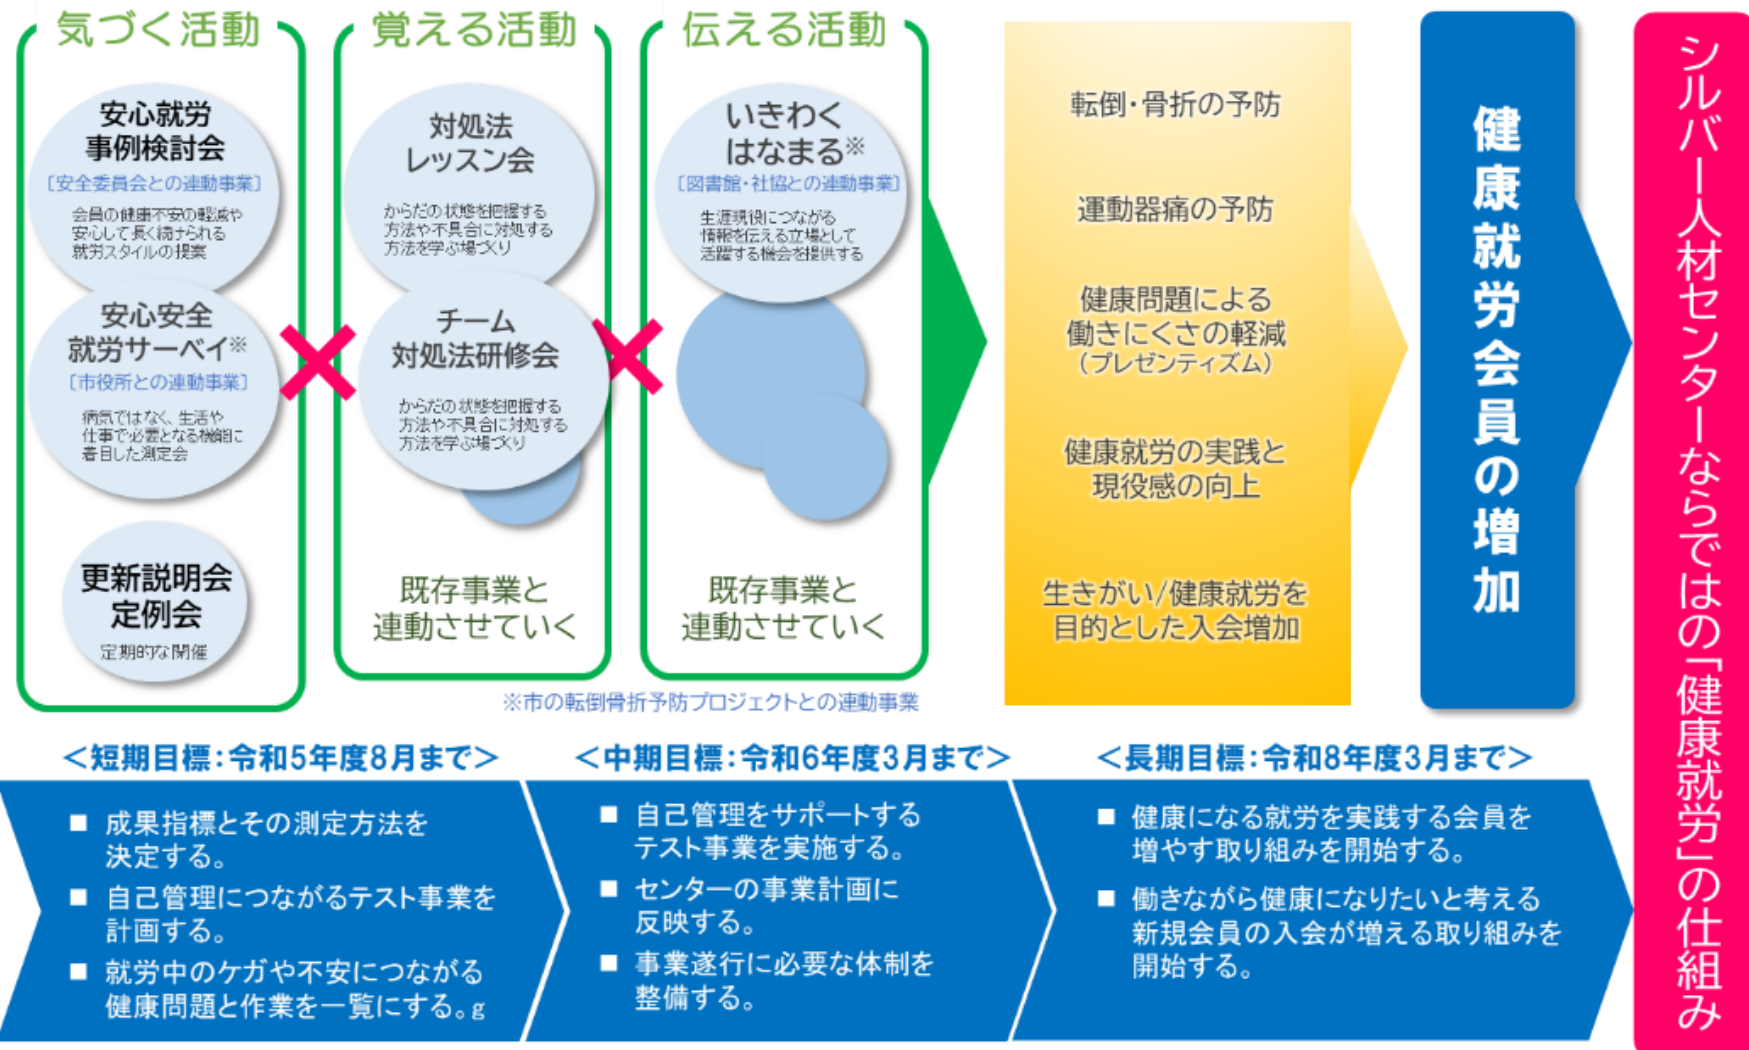 気づく活動
安心就労
事例検討会
［安全委員会との連動事業］
会員の健康不安の軽減や
安心して長く続けられる
就労スタイルの提案
安心安全
就労サーベイ※
［市役所との連動事業］
病気ではなく、生活や
仕事で必要となる機能に
着目した測定会
更新説明会
定例会
定期的な開催
覚える活動
対処法
レッスン会
からだの状態を把握する
方法や不具合に対処する
方法を学ぶ場づくり
チーム
対処法研修会
からだの状態を把握する
方法や不具合に対処する
方法を学ぶ場づくり
既存事業と
連動させていく
伝える活動
いきわく
はなまる※
［図書館・社協との連動事業］
生涯現役につながる
情報を伝える立場として
活躍する機会を提供する
既存事業と
連動させていく
※市の転倒骨折予防プロジェクトとの連動事業
転倒・骨折の予防
運動器痛の予防
健康問題による
働きにくさの軽減
（プレゼンティズム）
健康就労の実践と
現役感の向上
生きがい/健康就労を
目的とした入会増加
健康就労会員の増加
シルバー人材センターならではの「健康就労」の仕組み
＜短期目標：令和5年度8月まで＞
■ 成果指標とその測定方法を
決定する。
■ 自己管理につながるテスト事業を
計画する。
■ 就労中のケガや不安につながる
健康問題と作業を一覧にする。g
＜中期目標：令和6年度3月まで＞
■ 自己管理をサポートする
テスト事業を実施する。
■ センターの事業計画に
反映する。
■ 事業遂行に必要な体制を
整備する。
＜長期目標：令和8年度3月まで＞
■ 健康になる就労を実践する会員を
増やす取り組みを開始する。
■ 働きながら健康になりたいと考える
新規会員の入会が増える取り組みを
開始する。